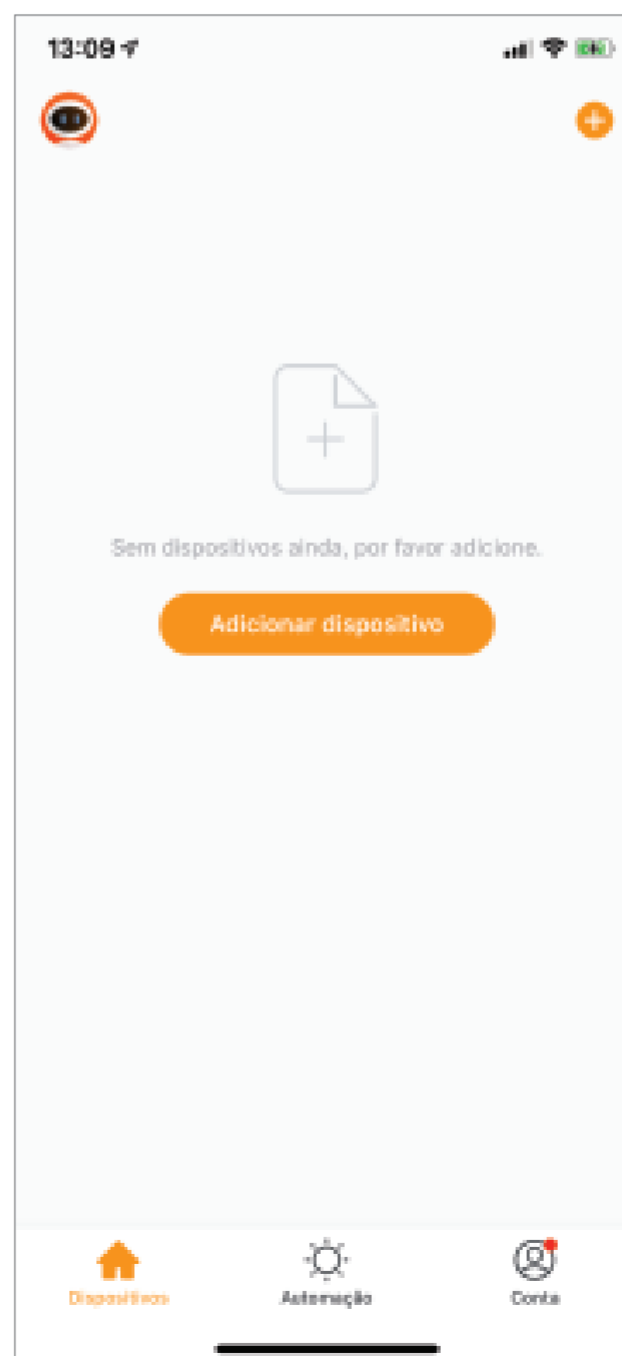 13:09
Sem dispositivos ainda, por favor adicione.
Adicionar dispositivo
Dispositivos
Automação
Conta